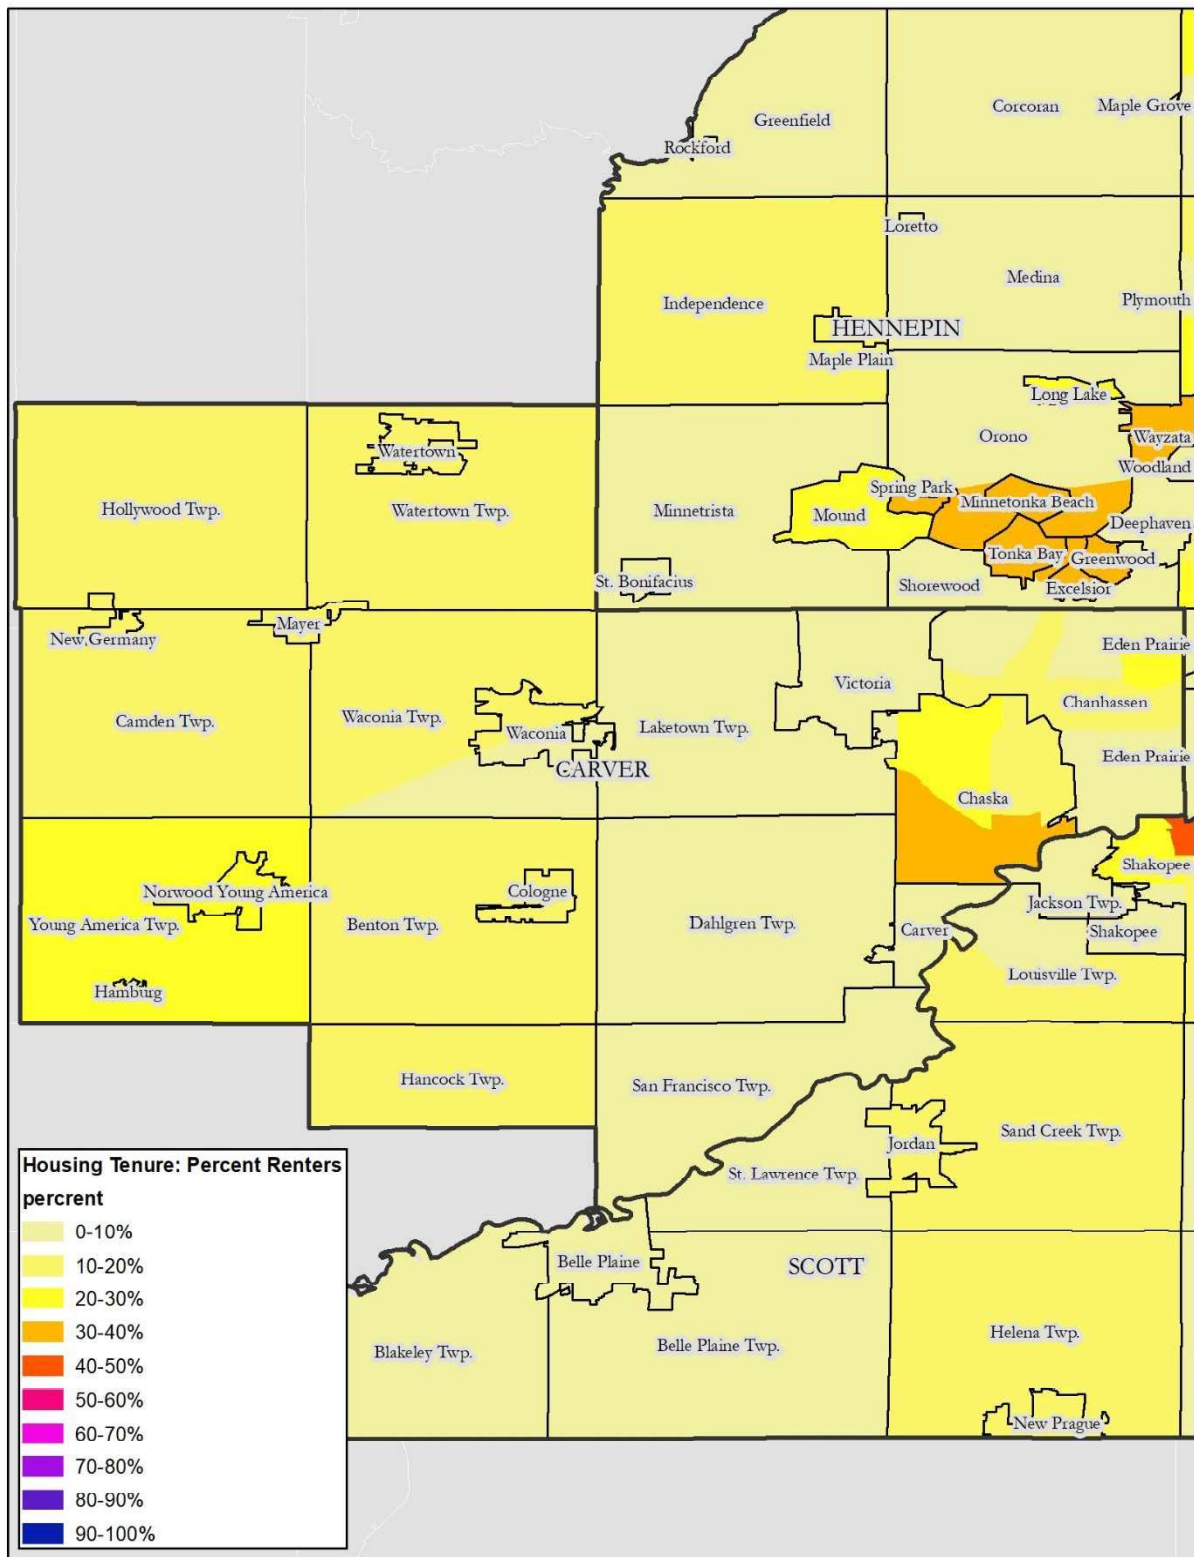 Greenfield
Corcoran
Maple Grove
Rockford
Loretto
Medina
Independence
Plymouth
HENNEPIN
Maple Plain
Long Lake
Orono
Wayzata
Woodland
Watertown
Hollywood Twp.
Watertown Twp.
Minnetrista
Mound
Spring Park
Minnetonka Beach
Deephaven
Tonka Bay
Greenwood
St. Bonifacius
Shorewood
Excelsior
New Germany
Mayer
Eden Prairie
Victoria
Chanhassen
Camden Twp.
Waconia Twp.
Waconia
Laketown Twp.
CARVER
Eden Prairie
Chaska
Shakopee
Norwood Young America
Cologne
Jackson Twp.
Young America Twp.
Benton Twp.
Dahlgren Twp.
Carver
Shakopee
Louisville Twp.
Hamburg
Hancock Twp.
San Francisco Twp.
Sand Creek Twp.
Jordan
St. Lawrence Twp.
Belle Plaine
SCOTT
Blakeley Twp.
Belle Plaine Twp.
Helena Twp.
New Prague
Housing Tenure: Percent Renters
percrent
0-10%
10-20%
20-30%
30-40%
40-50%
50-60%
60-70%
70-80%
80-90%
90-100%